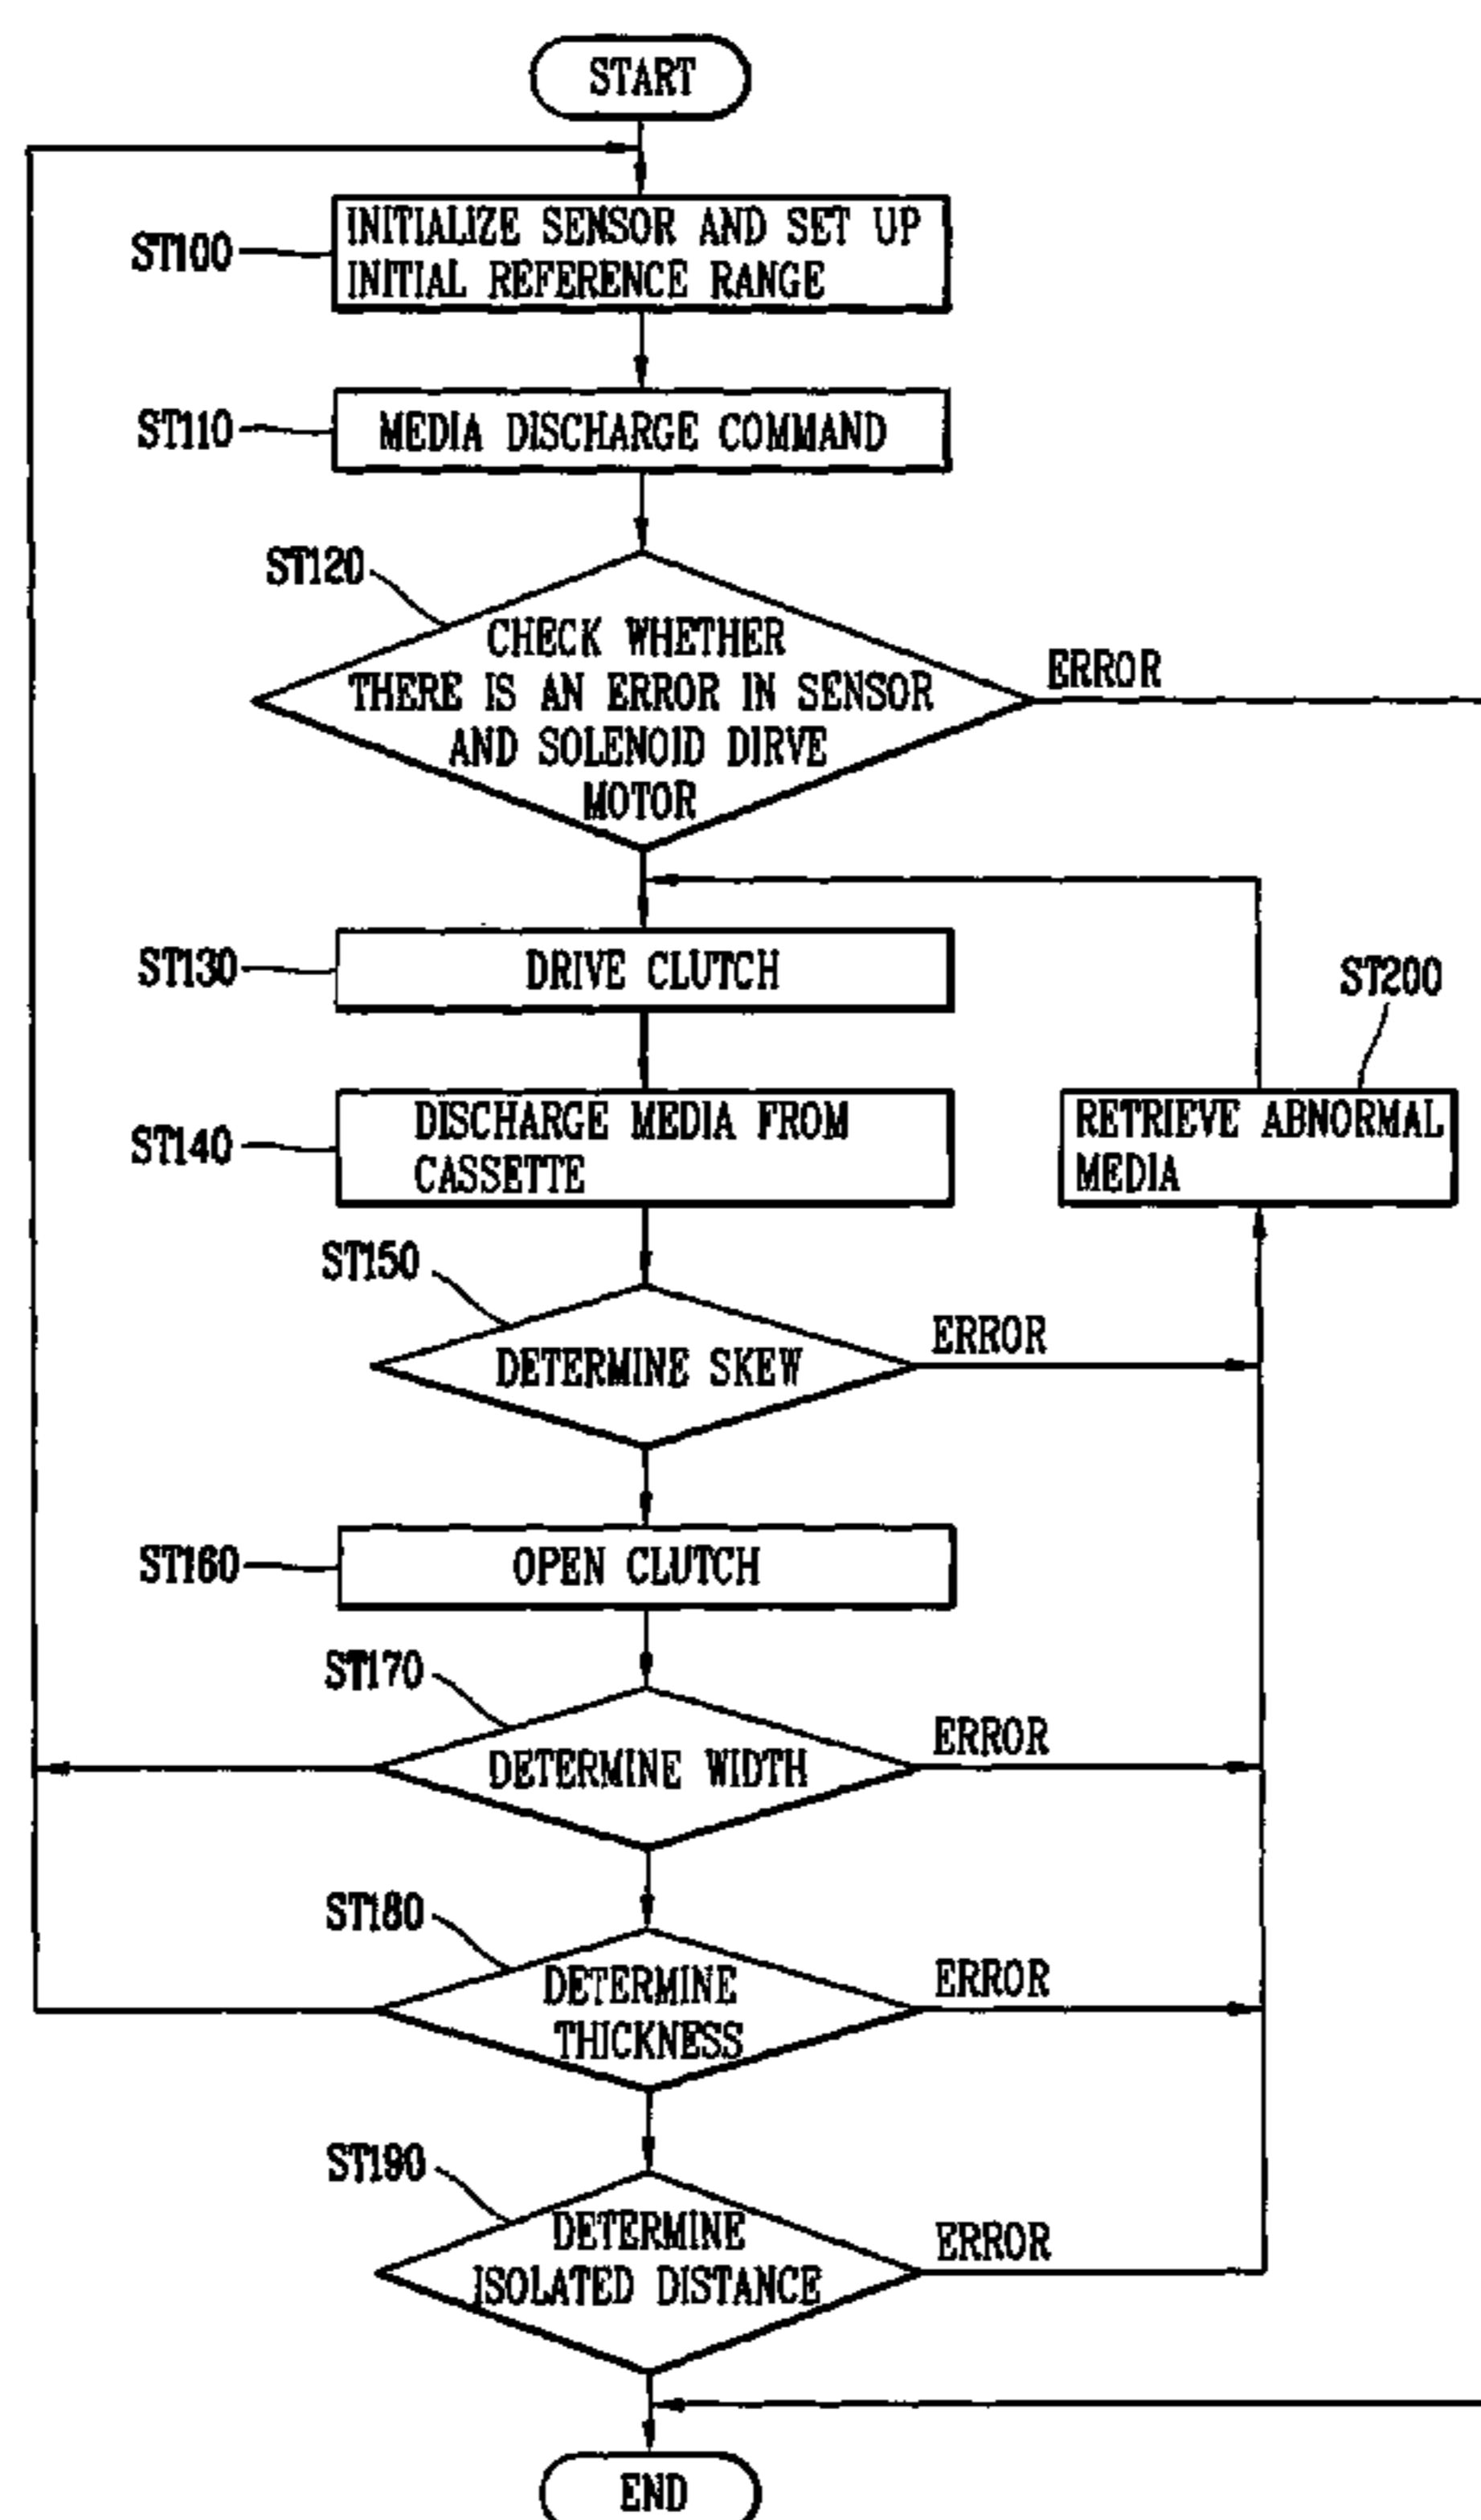 START
ST100
INITIALIZE SENSOR AND SET UP
INITIAL REFERENCE RANGE
ST110
MEDIA DISCHARGE COMMAND
ST120
CHECK WHETHER
THERE IS AN ERROR IN SENSOR
AND SOLENOID DIRVE
MOTOR
ERROR
ST130
DRIVE CLUTCH
ST200
ST140
DISCHARGE MEDIA FROM
CASSETTE
RETRIEVE ABNORMAL
MEDIA
ST150
DETERMINE SKEW
ERROR
ST160
OPEN CLUTCH
ST170
DETERMINE WIDTH
ERROR
ST180
DETERMINE
THICKNESS
ERROR
ST190
DETERMINE
ISOLATED DISTANCE
ERROR
END